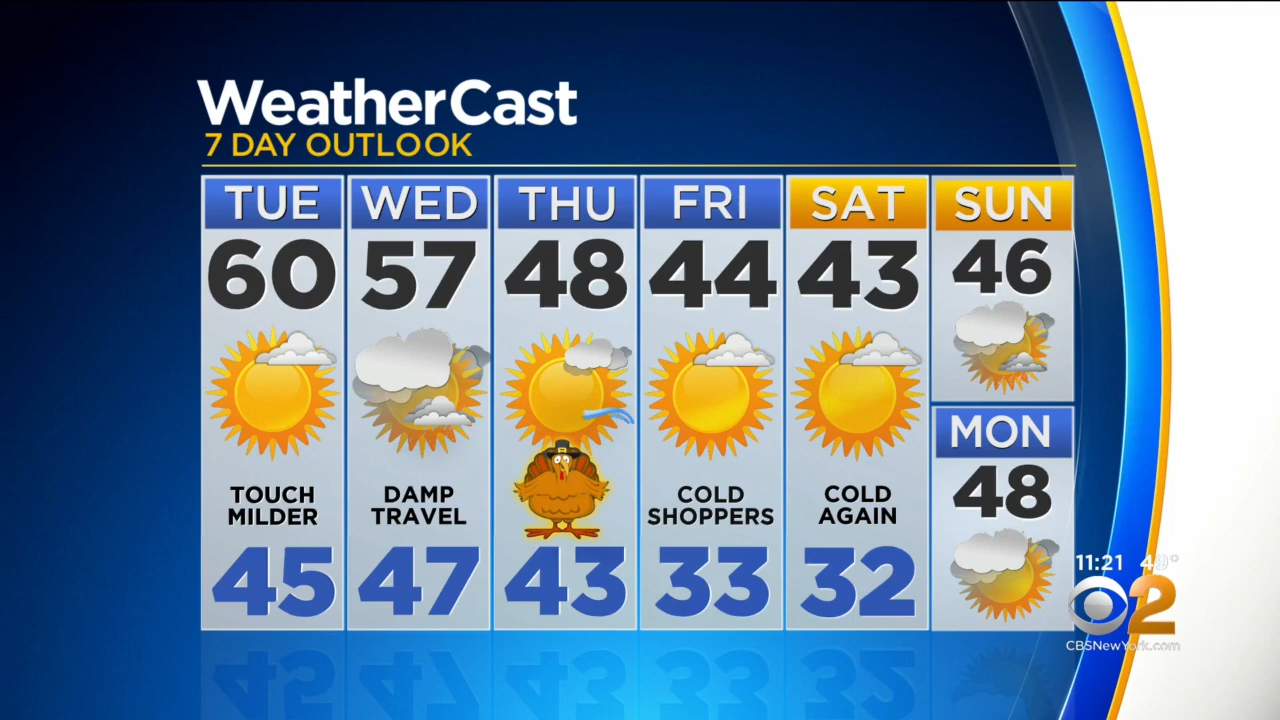 WeatherCast
7 DAY OUTLOOK
TUE
60
TOUCH
MILDER
45
WED
57
DAMP
TRAVEL
47
THU
48
43
FRI
44
COLD
SHOPPERS
33
SAT
43
COLD
AGAIN
32
SUN
46
MON
48
11:21
2
CBSNewYork.com